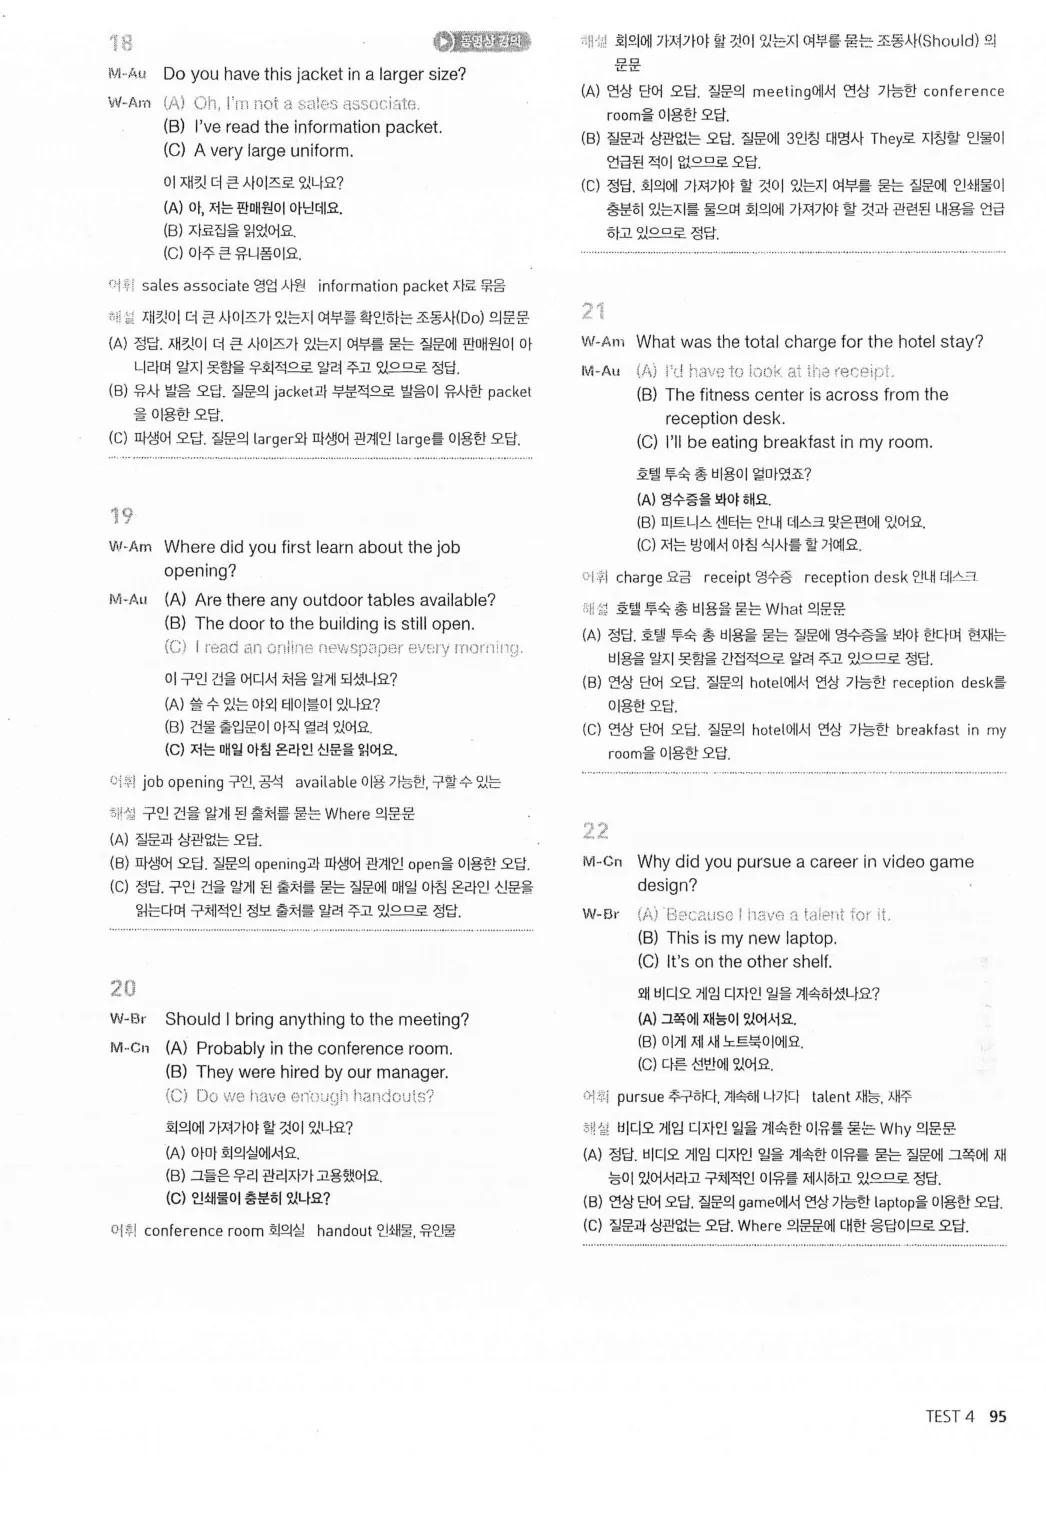 18
동영상 강의
M-Au Do you have this jacket in a larger size?
W-Am (A) Oh, I'm not a sales associate.
(B) I've read the information packet.
(C) A very large uniform.
이 재킷 더 큰 사이즈로 있나요?
(A) 아, 저는 판매원이 아닌데요.
(B) 자료집을 읽었어요.
(C) 아주 큰 유니폼이요.
어휘 sales associate 영업 사원 information packet 자료 묶음
해설 재킷이 더 큰 사이즈가 있는지 여부를 확인하는 조동사(Do) 의문문
(A) 정답. 재킷이 더 큰 사이즈가 있는지 여부를 묻는 질문에 판매원이 아
니라며 알지 못함을 우회적으로 알려 주고 있으므로 정답.
(B) 유사 발음 오답. 질문의 jacket과 부분적으로 발음이 유사한 packet
을 이용한 오답.
(C) 파생어 오답. 질문의 larger와 파생어 관계인 large를 이용한 오답.
19
W-Am Where did you first learn about the job
opening?
M-Au (A) Are there any outdoor tables available?
(B) The door to the building is still open.
(C) I read an online newspaper every morning.
이 구인 건을 어디서 처음 알게 되셨나요?
(A) 쓸 수 있는 야외 테이블이 있나요?
(B) 건물 출입문이 아직 열려 있어요.
(C) 저는 매일 아침 온라인 신문을 읽어요.
어휘 job opening 구인, 공석 available 이용 가능한, 구할 수 있는
해설 구인 건을 알게 된 출처를 묻는 Where 의문문
(A) 질문과 상관없는 오답.
(B) 파생어 오답. 질문의 opening과 파생어 관계인 open을 이용한 오답.
(C) 정답. 구인 건을 알게 된 출처를 묻는 질문에 매일 아침 온라인 신문을
읽는다며 구체적인 정보 출처를 알려 주고 있으므로 정답.
20
W-Br Should I bring anything to the meeting?
M-Cn (A) Probably in the conference room.
(B) They were hired by our manager.
(C) Do we have enough handouts?
회의에 가져가야 할 것이 있나요?
(A) 아마 회의실에서요.
(B) 그들은 우리 관리자가 고용했어요.
(C) 인쇄물이 충분히 있나요?
어휘 conference room 회의실 handout 인쇄물, 유인물
해설 회의에 가져가야 할 것이 있는지 여부를 묻는 조동사(Should) 의
문문
(A) 연상 단어 오답. 질문의 meeting에서 연상 가능한 conference
room을 이용한 오답.
(B) 질문과 상관없는 오답. 질문에 3인칭 대명사 They로 지칭할 인물이
언급된 적이 없으므로 오답.
(C) 정답. 회의에 가져가야 할 것이 있는지 여부를 묻는 질문에 인쇄물이
충분히 있는지를 물으며 회의에 가져가야 할 것과 관련된 내용을 언급
하고 있으므로 정답.
21
W-Am What was the total charge for the hotel stay?
M-Au (A) I'd have to look at the receipt.
(B) The fitness center is across from the
reception desk.
(C) I'll be eating breakfast in my room.
호텔 투숙 총 비용이 얼마였죠?
(A) 영수증을 봐야 해요.
(B) 피트니스 센터는 안내 데스크 맞은편에 있어요.
(C) 저는 방에서 아침 식사를 할 거예요.
어휘 charge 요금 receipt 영수증 reception desk 안내 데스크
해설 호텔 투숙 총 비용을 묻는 What 의문문
(A) 정답. 호텔 투숙 총 비용을 묻는 질문에 영수증을 봐야 한다며 현재는
비용을 알지 못함을 간접적으로 알려 주고 있으므로 정답.
(B) 연상 단어 오답. 질문의 hotel에서 연상 가능한 reception desk를
이용한 오답.
(C) 연상 단어 오답. 질문의 hotel에서 연상 가능한 breakfast in my
room을 이용한 오답.
22
M-Cn Why did you pursue a career in video game
design?
W-Br (A) Because I have a talent for it.
(B) This is my new laptop.
(C) It's on the other shelf.
왜 비디오 게임 디자인 일을 계속하셨나요?
(A) 그쪽에 재능이 있어서요.
(B) 이게 제 새 노트북이에요.
(C) 다른 선반에 있어요.
어휘 pursue 추구하다, 계속해 나가다 talent 재능, 재주
해설 비디오 게임 디자인 일을 계속한 이유를 묻는 Why 의문문
(A) 정답. 비디오 게임 디자인 일을 계속한 이유를 묻는 질문에 그쪽에 재
능이 있어서라고 구체적인 이유를 제시하고 있으므로 정답.
(B) 연상 단어 오답. 질문의 game에서 연상 가능한 laptop을 이용한 오답.
(C) 질문과 상관없는 오답. Where 의문문에 대한 응답이므로 오답.
TEST 4 95